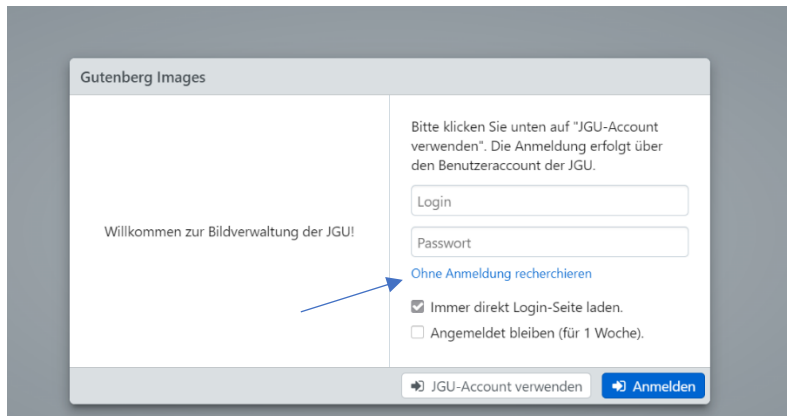 Gutenberg Images
Willkommen zur Bildverwaltung der JGU!
Bitte klicken Sie unten auf "JGU-Account
verwenden". Die Anmeldung erfolgt über
den Benutzeraccount der JGU.
Login
Passwort
Ohne Anmeldung recherchieren
Immer direkt Login-Seite laden.
Angemeldet bleiben (für 1 Woche).
JGU-Account verwenden
Anmelden